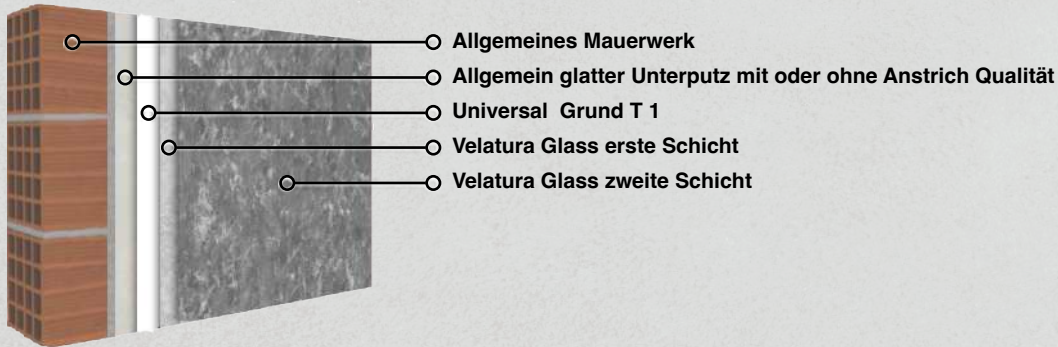 Allgemeines Mauerwerk
Allgemein glatter Unterputz mit oder ohne Anstrich Qualität
Universal Grund T 1
Velatura Glass erste Schicht
Velatura Glass zweite Schicht